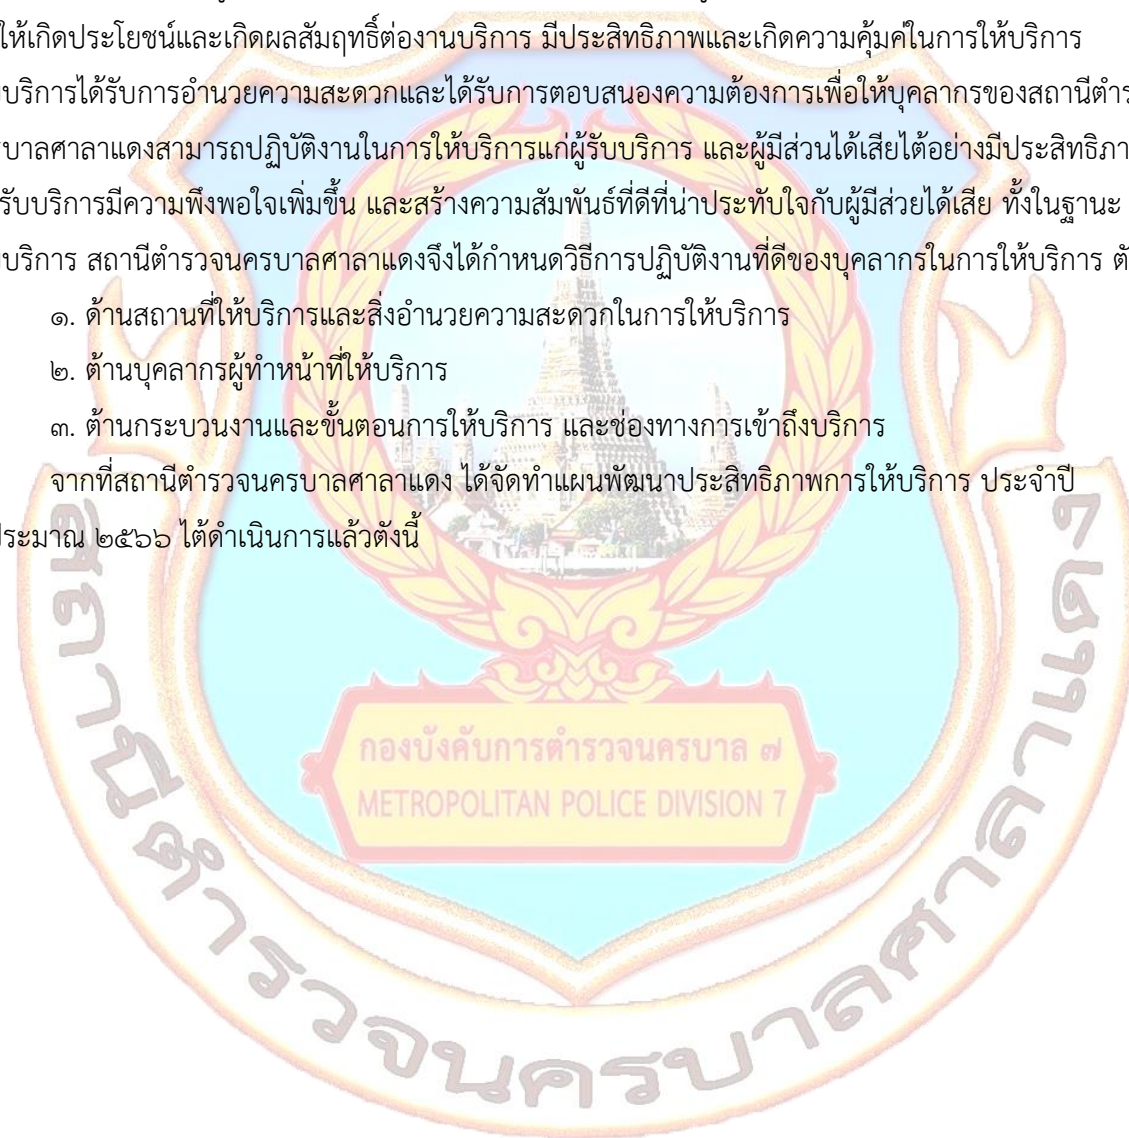 ให้เกิดประโยชน์และเกิดผลสัมฤทธิ์ต่องานบริการ มีประสิทธิภาพและเกิดความคุ้มค่ในการให้บริการ
บริการได้รับการอำนวยความสะดวกและได้รับการตอบสนองความต้องการเพื่อให้บุคลากรของสถานีตำร
บาลศาลาแดงสามารถปฏิบัติงานในการให้บริการแก่ผู้รับบริการ และผู้มีส่วนได้เสียไต้อย่างมีประสิทธิภา
รับบริการมีความพึงพอใจเพิ่มขึ้น และสร้างความสัมพันธ์ที่ดีที่น่าประทับใจกับผู้มีส่วยได้เสีย ทั้งในฐานะ
บริการ สถานีตำรวจนครบาลศาลาแดงจึงได้กำหนดวิธีการปฏิบัติงานที่ดีของบุคลากรในการให้บริการ ตั
๑. ด้านสถานที่ให้บริการและสิ่งอำนวยความสะดวกในการให้บริการ
๒. ต้านบุคลากรผู้ทำหน้าที่ให้บริการ
๓. ต้านกระบวนงานและขั้นตอนการให้บริการ และช่องทางการเข้าถึงบริการ
จากที่สถานีตำรวจนครบาลศาลาแดง ได้จัดทำแผนพัฒนาประสิทธิภาพการให้บริการ ประจำปี
ประมาณ ๒๕๖๖ ไต้ดำเนินการแล้วตังนี้
กองบังคับการตำรวจนครบาล ๗
METROPOLITAN POLICE DIVISION 7
สถานีตำรวจนครบาลศาลาแดง